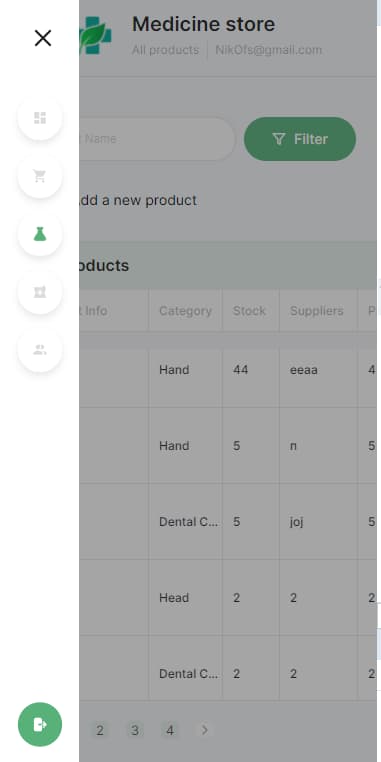 Medicine store
All products NikOfs@gmail.com
Name
Filter
dd a new product
oducts
t Info Category Stock Suppliers P
Hand 44 eeaa 4
Hand 5 п 5
Dental C... 5 joj 5
Head 2 2 2
Dental C... 2 2 2
2 3 4